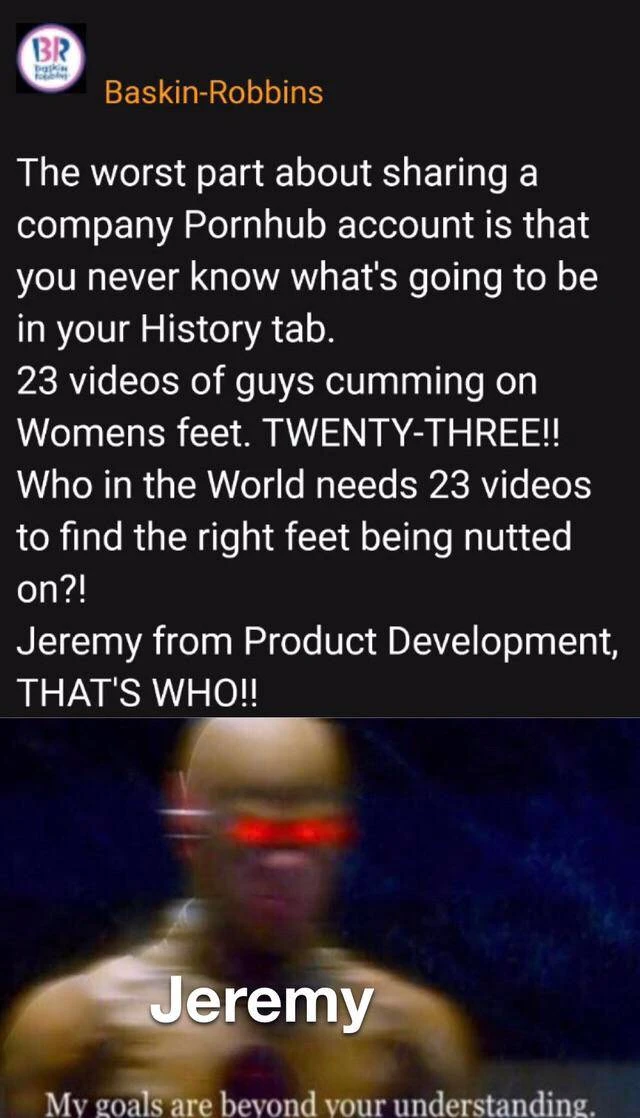 BR
Baskin-Robbins
The worst part about sharing a
company Pornhub account is that
you never know what's going to be
in your History tab.
23 videos of guys cumming on
Womens feet. TWENTY-THREE!!
Who in the World needs 23 videos
to find the right feet being nutted
on?!
Jeremy from Product Development,
THAT'S WHO!!
Jeremy
My goals are beyond your understanding.